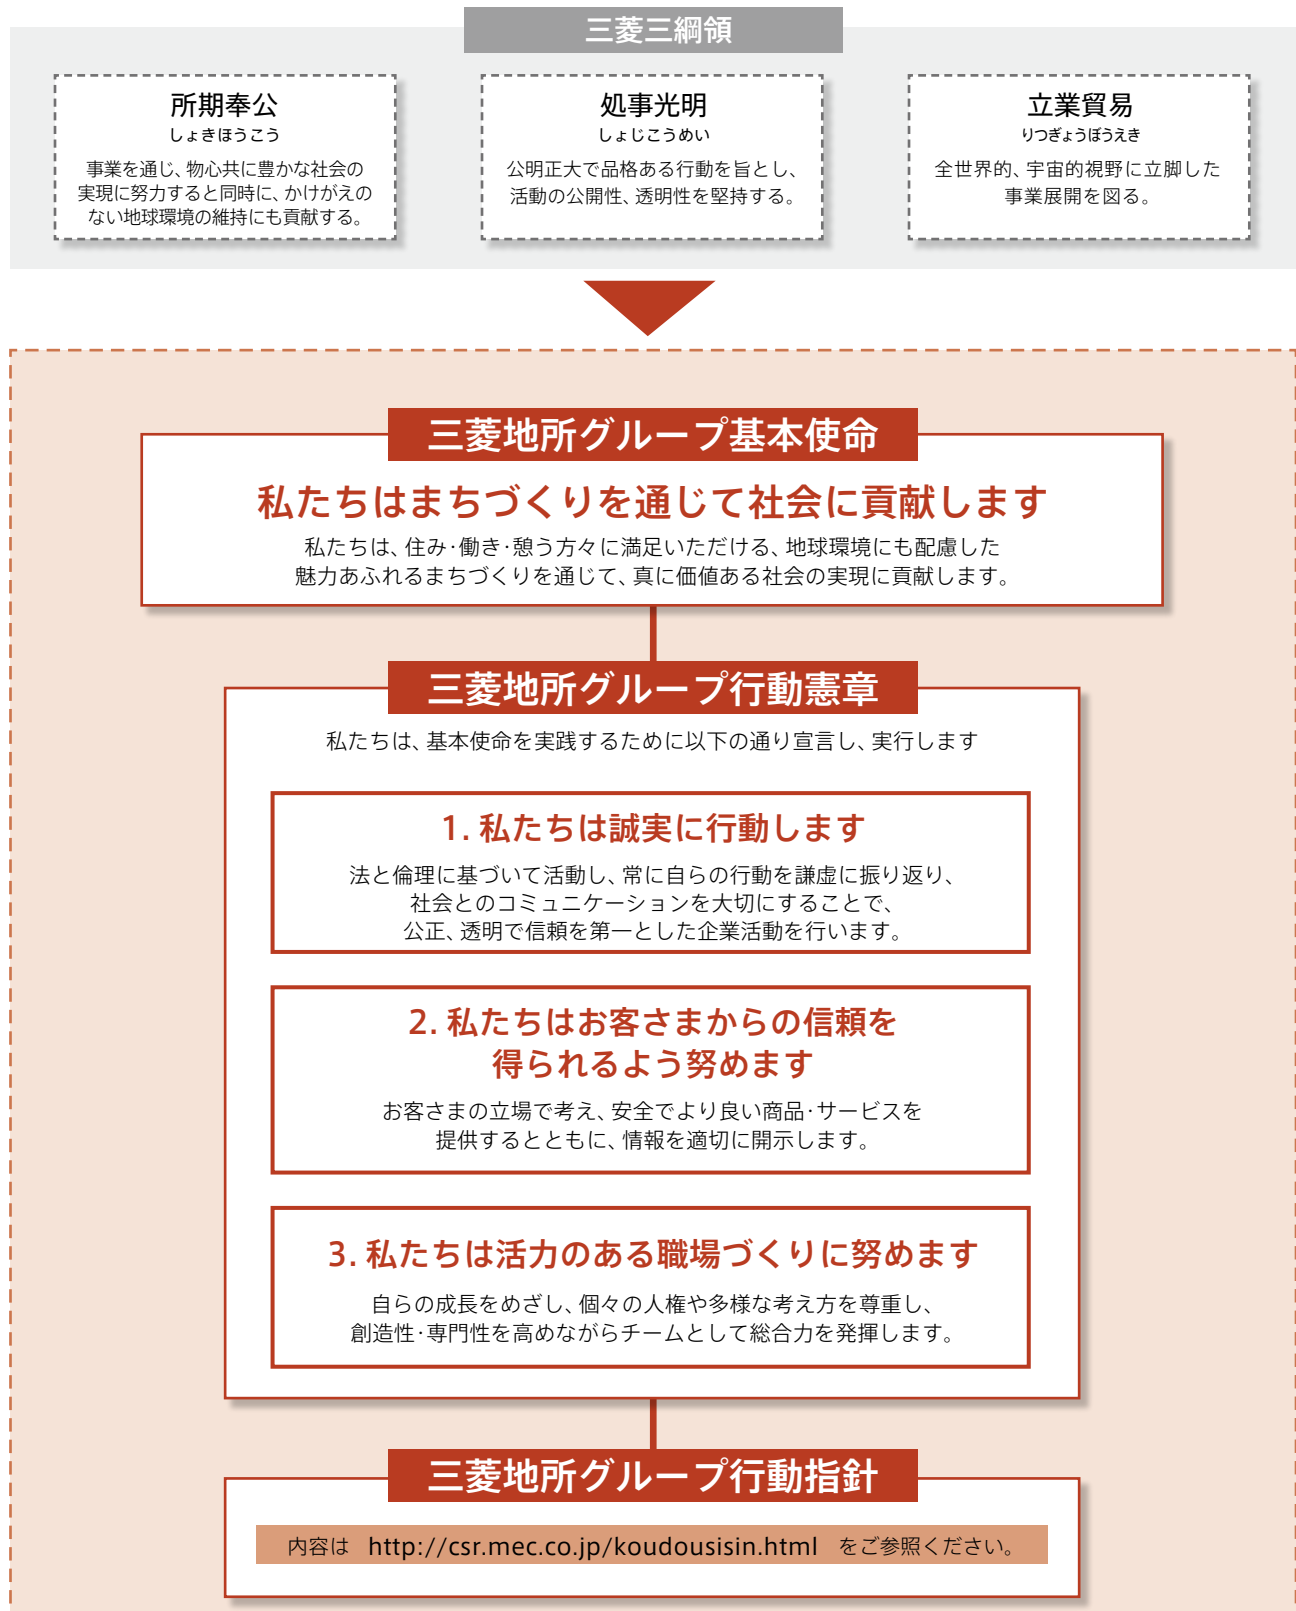 三菱三綱領
所期奉公
しょきほうこう
事業を通じ、物心共に豊かな社会の
実現に努力すると同時に、かけがえの
ない地球環境の維持にも貢献する。
処事光明
しょじこうめい
公明正大で品格ある行動を旨とし、
活動の公開性、透明性を堅持する。
立業貿易
りつぎょうぼうえき
全世界的、宇宙的視野に立脚した
事業展開を図る。
三菱地所グループ基本使命
私たちはまちづくりを通じて社会に貢献します
私たちは、住み・働き・憩う方々に満足いただける、地球環境にも配慮した
魅力あふれるまちづくりを通じて、真に価値ある社会の実現に貢献します。
三菱地所グループ行動憲章
私たちは、基本使命を実践するために以下の通り宣言し、実行します
1. 私たちは誠実に行動します
法と倫理に基づいて活動し、常に自らの行動を謙虚に振り返り、
社会とのコミュニケーションを大切にすることで、
公正、透明で信頼を第一とした企業活動を行います。
2. 私たちはお客さまからの信頼を
得られるよう努めます
お客さまの立場で考え、安全でより良い商品・サービスを
提供するとともに、情報を適切に開示します。
3. 私たちは活力のある職場づくりに努めます
自らの成長をめざし、個々の人権や多様な考え方を尊重し、
創造性・専門性を高めながらチームとして総合力を発揮します。
三菱地所グループ行動指針
内容は http://csr.mec.co.jp/koudousisin.html をご参照ください。